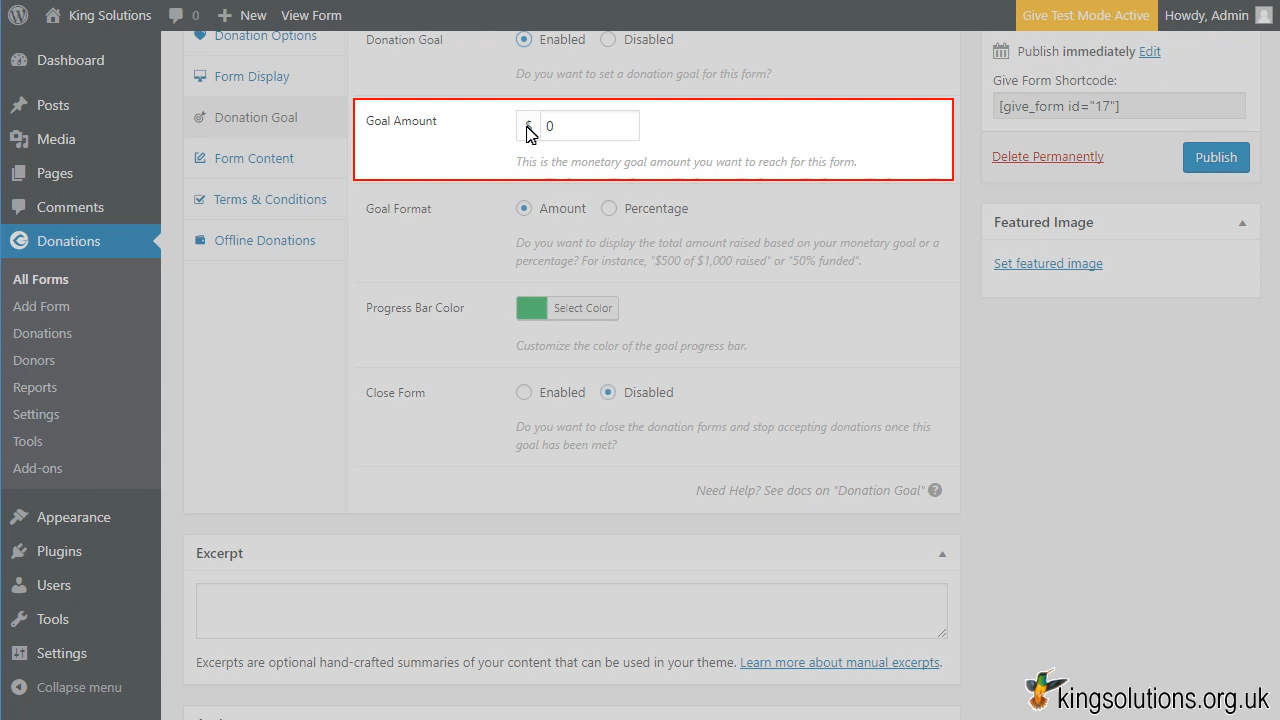 King Solutions
0
New
View Form
Give Test Mode Active
Howdy, Admin
Dashboard
Posts
Media
Pages
Comments
Donations
All Forms
Add Form
Donations
Donors
Reports
Settings
Tools
Add-ons
Appearance
Plugins
Users
Tools
Settings
Collapse menu
Donation Options
Form Display
Donation Goal
Form Content
Terms & Conditions
Offline Donations
Donation Goal
Enabled
Disabled
Do you want to set a donation goal for this form?
Goal Amount
0
This is the monetary goal amount you want to reach for this form.
Goal Format
Amount
Percentage
Do you want to display the total amount raised based on your monetary goal or a
percentage? For instance, "$500 of $1,000 raised" or "50% funded".
Progress Bar Color
Select Color
Customize the color of the goal progress bar.
Close Form
Enabled
Disabled
Do you want to close the donation forms and stop accepting donations once this
goal has been met?
Need Help? See docs on "Donation Goal"
?
Excerpt
Excerpts are optional hand-crafted summaries of your content that can be used in your theme. Learn more about manual excerpts.
Publish immediately Edit
Give Form Shortcode:
[give_form id="17"]
Delete Permanently
Publish
Featured Image
Set featured image
kingsolutions.org.uk